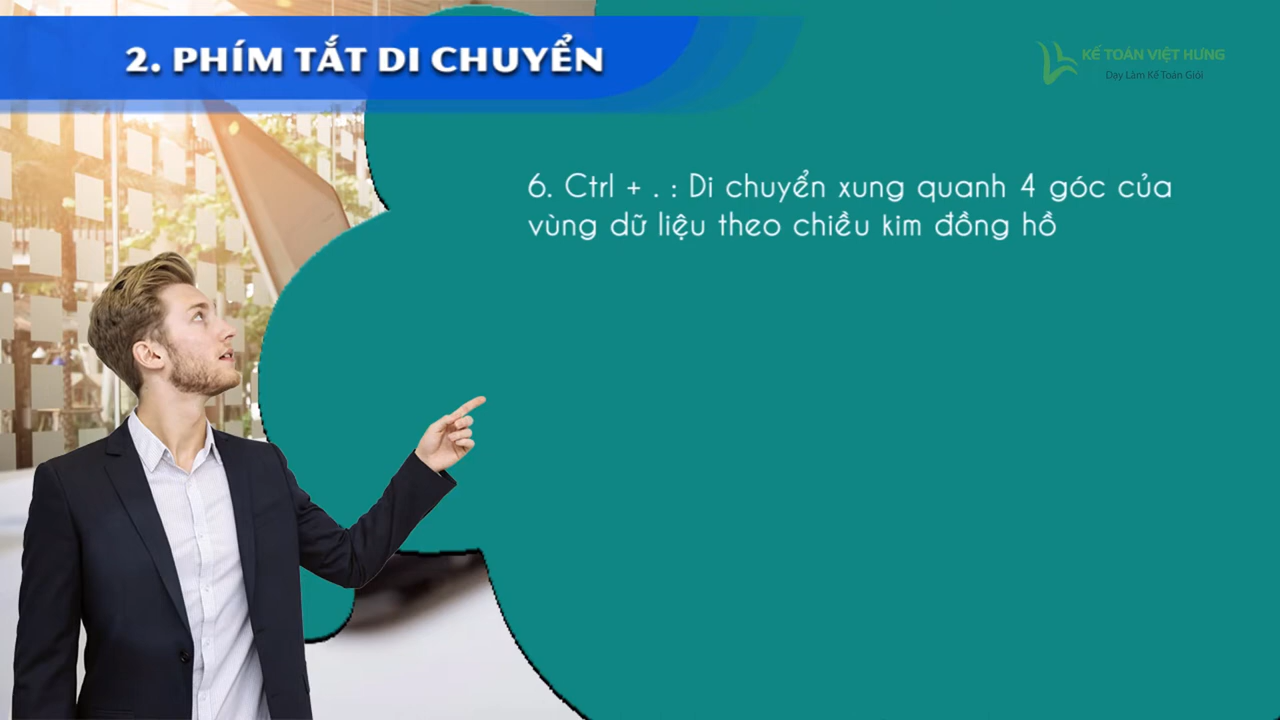 2. PHÍM TẮT DI CHUYỂN
KẾ TOÁN VIỆT HƯNG
Dạy Làm Kế Toán Giỏi
6. Ctrl + . : Di chuyển xung quanh 4 góc của
vùng dữ liệu theo chiều kim đồng hồ